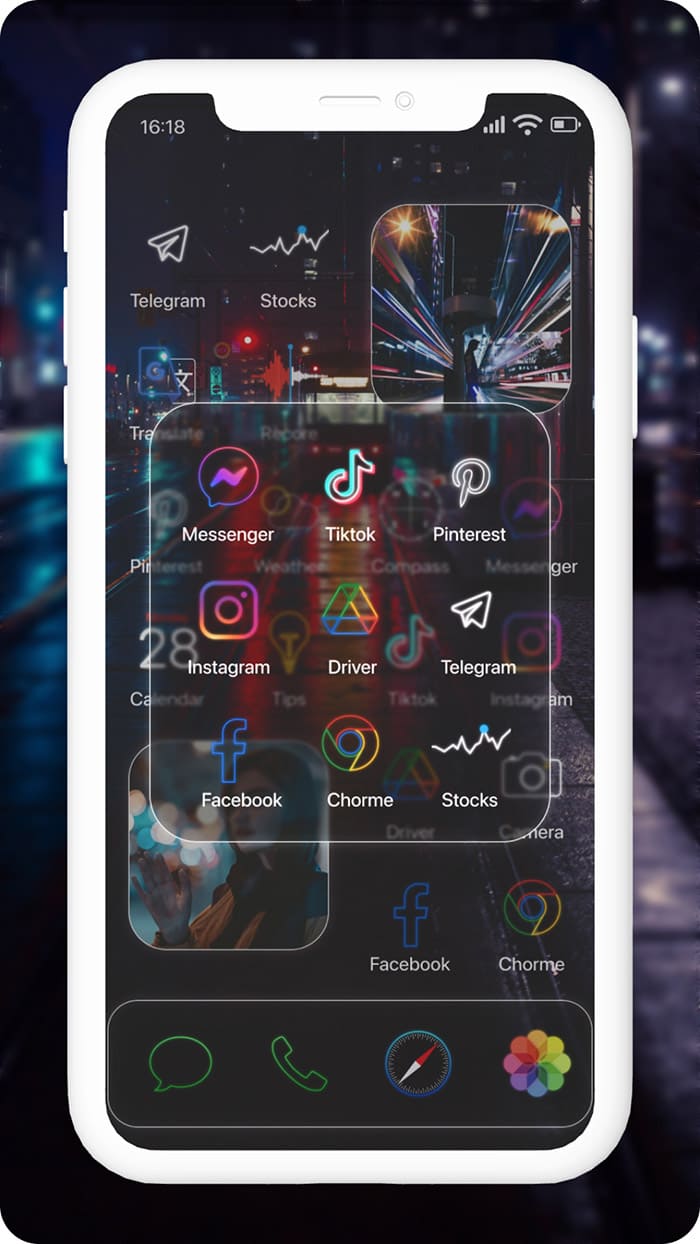 16:18
Telegram Stocks
文
Translate Recore
Messenger Tiktok Pinterest
Pinterest Weather Compass Messenger
28
Instagram Driver Telegram
Calendar Tips Tiktok Instagram
Facebook Chorme Stocks
Driver Camera
Facebook Chorme